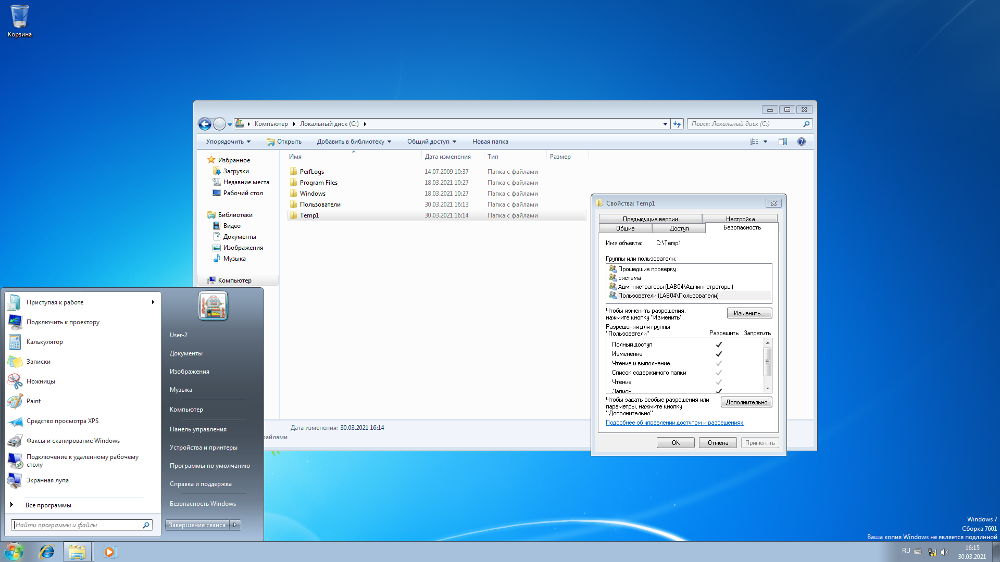 Корзина
Компьютер
Локальный диск (C:)
Поиск: Локальный диск (C:)
Упорядочить
Открыть
Добавить в библиотеку
Общий доступ
Новая папка
Избранное
Загрузки
Недавние места
Рабочий стол
Библиотеки
Видео
Документы
Изображения
Музыка
Компьютер
Имя Дата изменения Тип Размер
PerfLogs 14.07.2009 10:37 Папка с файлами
Program Files 18.03.2021 10:27 Папка с файлами
Windows 18.03.2021 10:27 Папка с файлами
Пользователи 30.03.2021 16:13 Папка с файлами
Temp1 30.03.2021 16:14 Папка с файлами
Дата изменения: 30.03.2021 16:14
файлами
Свойства: Temp1
Предыдущие версии Настройка
Общие Доступ Безопасность
Имя объекта: C:\Temp1
Группы или пользователи:
Прошедшие проверку
система
Администраторы (LAB04\Администраторы)
Пользователи (LAB04\Пользователи)
Чтобы изменить разрешения,
нажмите кнопку "Изменить".
Изменить...
Разрешения для группы
"Пользователи" Разрешить Запретить
Полный доступ
Изменение
Чтение и выполнение
Список содержимого папки
Чтение
Запись
Чтобы задать особые разрешения или
параметры, нажмите кнопку
"Дополнительно".
Дополнительно
Подробнее об управлении доступом и разрешениях
OK Отмена Применить
Приступая к работе
Подключить к проектору
Калькулятор
Записки
Ножницы
Paint
Средство просмотра XPS
Факсы и сканирование Windows
Подключение к удаленному рабочему
столу
Экранная лупа
Все программы
Найти программы и файлы
User-2
Документы
Изображения
Музыка
Компьютер
Панель управления
Устройства и принтеры
Программы по умолчанию
Справка и поддержка
Безопасность Windows
Завершение сеанса
Windows 7
Сборка 7601
Ваша копия Windows не является подлинной
RU
16:15
30.03.2021